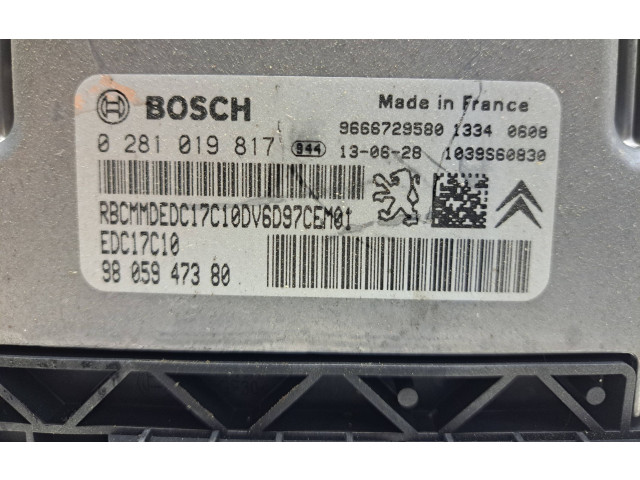 BOSCH
Made in France
9666729580 1334 0608
0 281 019 817 944 13-06-28 1039S60830
RBCMMDEDC17C10DV6D97CEM01
EDC17C10
98 059 473 80